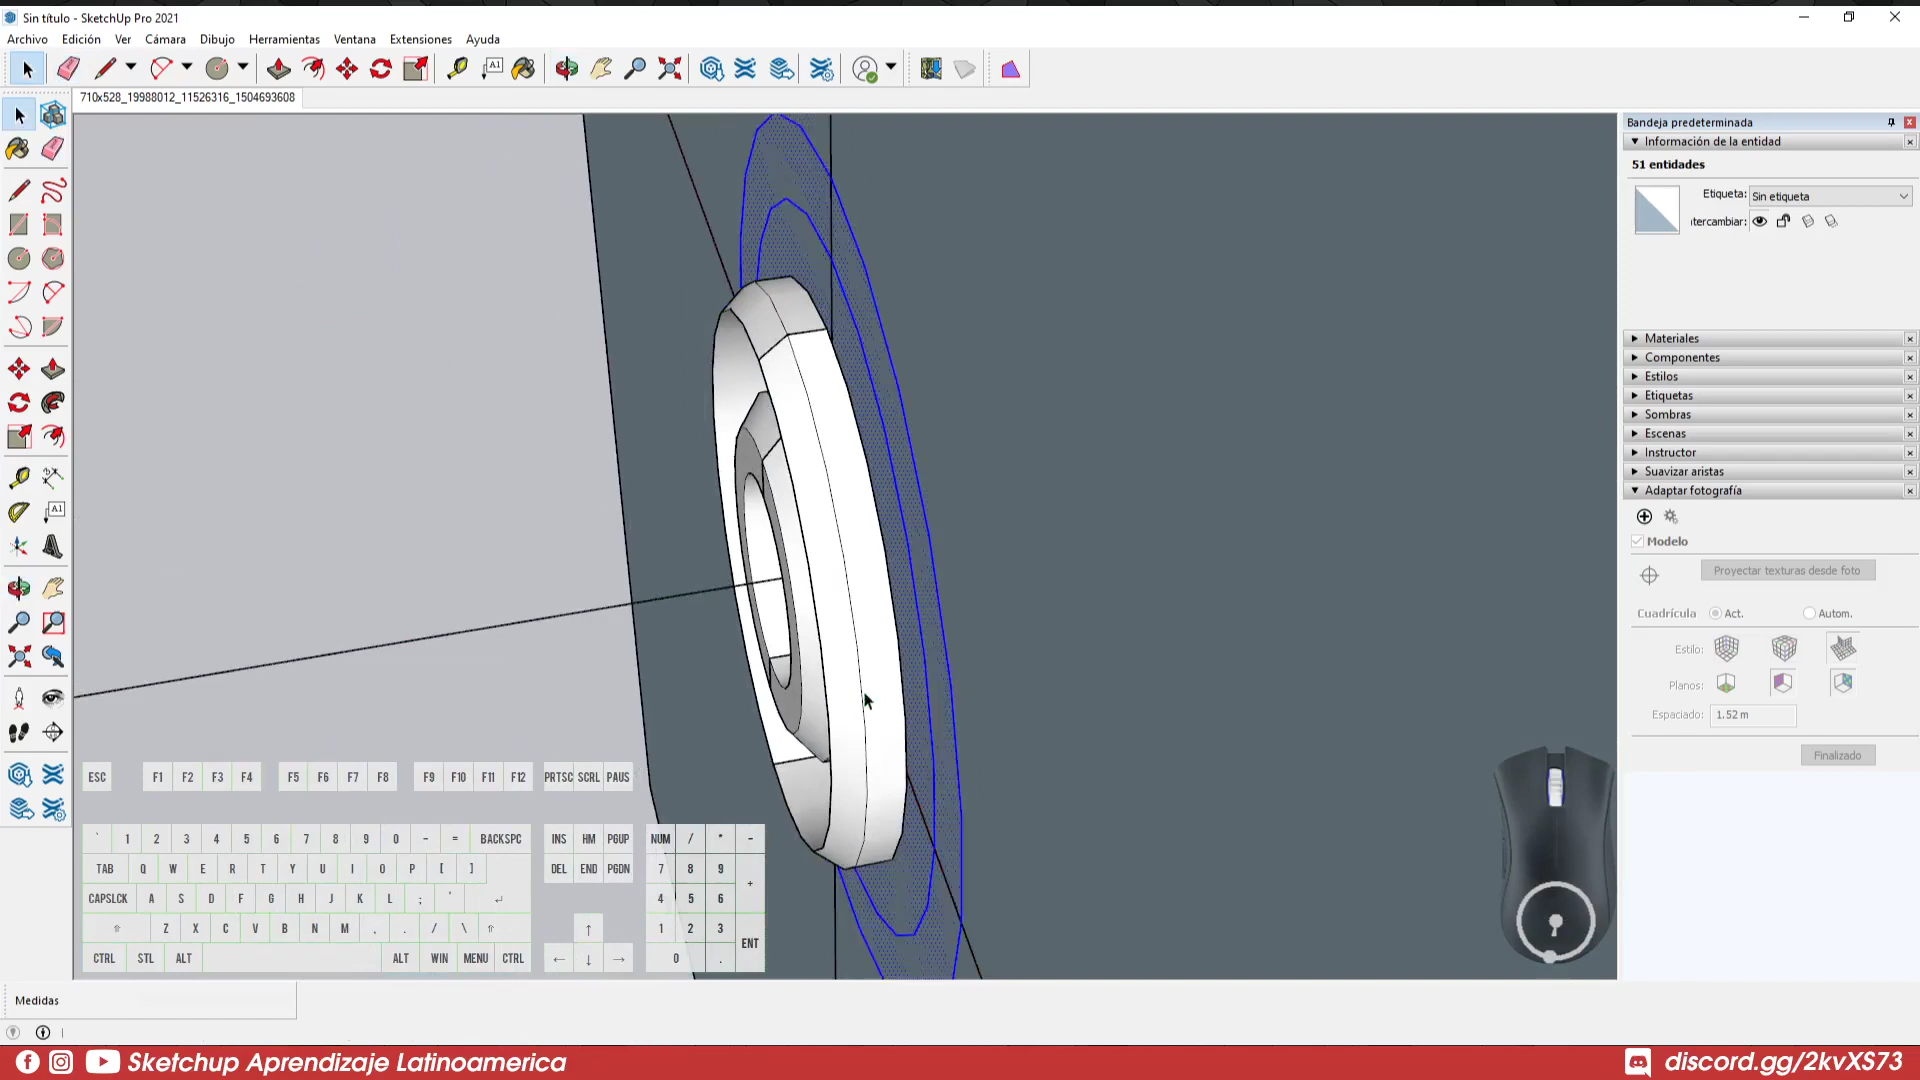 Sin título - SketchUp Pro 2021
Archivo Edición Ver Cámara Dibujo Herramientas Ventana Extensiones Ayuda
A1
710x528_19988012_11526316_1504693608
Bandeja predeterminada
Información de la entidad
51 entidades
Etiqueta: Sin etiqueta
ıtercambiar:
Materiales
Componentes
Estilos
Etiquetas
Sombras
Escenas
Instructor
Suavizar aristas
Adaptar fotografía
Modelo
Proyectar texturas desde foto
Cuadrícula Act. Autom.
Estilo:
Planos:
Espaciado: 1.52 m
Finalizado
A1
ESC F1 F2 F3 F4 F5 F6 F7 F8 F9 F10 F11 F12 PRTSC SCRL PAUS
` 1 2 3 4 5 6 7 8 9 0 - = BACKSPC INS HM PGUP NUM / * -
TAB Q W E R T Y U I O P [ ] DEL END PGDN 7 8 9 +
CAPSLCK A S D F G H J K L ; ' 4 5 6
Z X C V B N M , . / \ ↑ 1 2 3 ENT
CTRL STL ALT ALT WIN MENU CTRL ← ↓ → 0 .
Medidas
Sketchup Aprendizaje Latinoamerica
discord.gg/2kvXS73